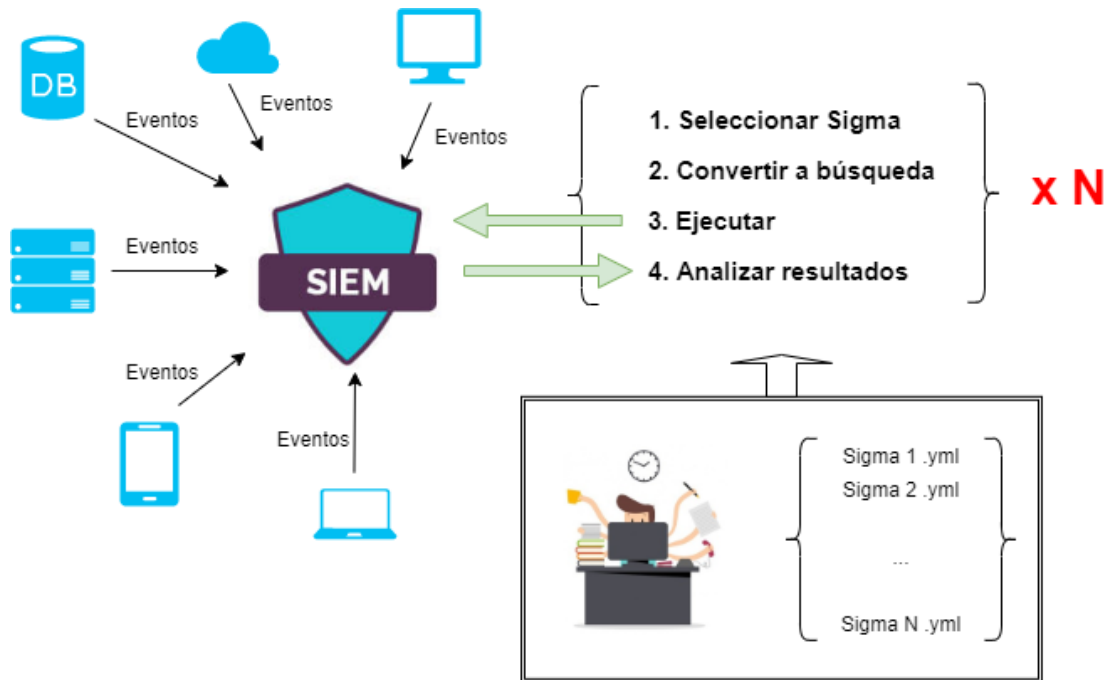 DB
Eventos
Eventos
Eventos
Eventos
Eventos
Eventos
SIEM
1. Seleccionar Sigma
2. Convertir a búsqueda
3. Ejecutar
4. Analizar resultados
x N
Sigma 1 .yml
Sigma 2 .yml
...
Sigma N .yml